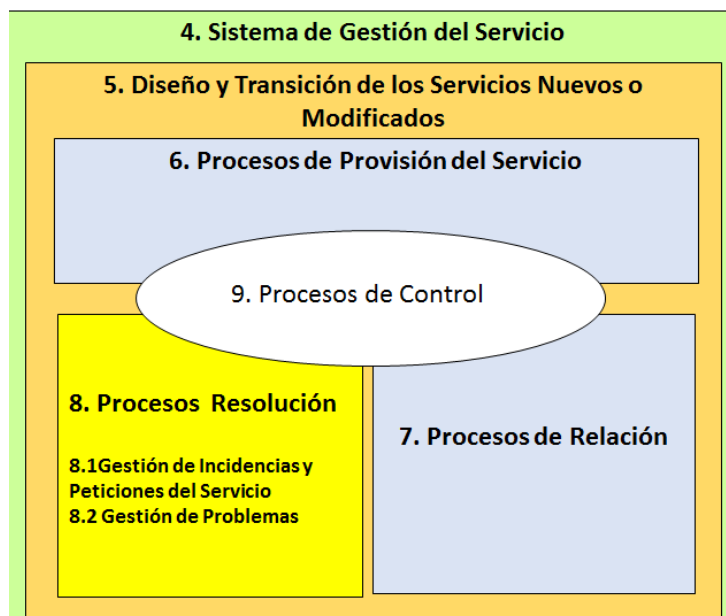 4. Sistema de Gestión del Servicio
5. Diseño y Transición de los Servicios Nuevos o
Modificados
6. Procesos de Provisión del Servicio
9. Procesos de Control
8. Procesos Resolución
8.1Gestión de Incidencias y
Peticiones del Servicio
8.2 Gestión de Problemas
7. Procesos de Relación